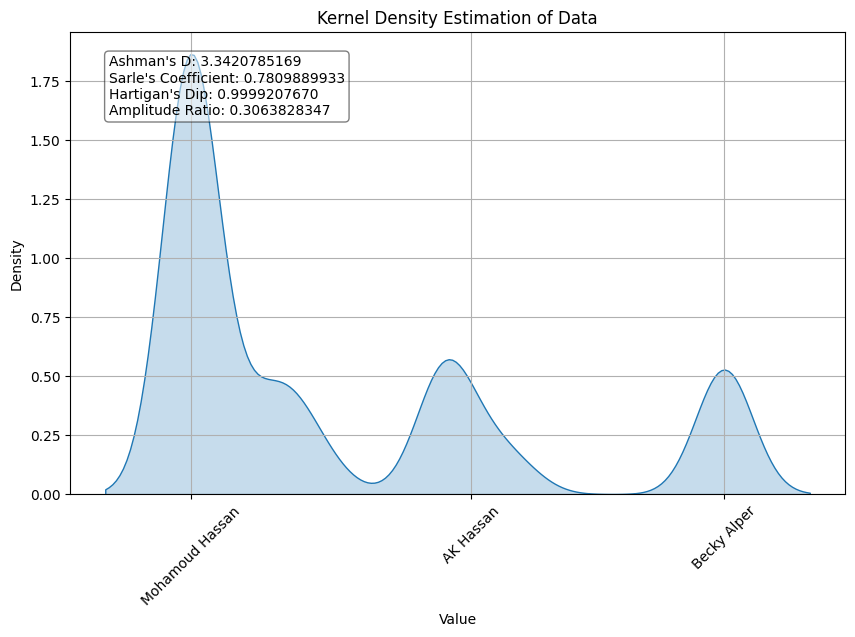 Kernel Density Estimation of Data
Ashman's D: 3.3420785169
Sarle's Coefficient: 0.7809889933
Hartigan's Dip: 0.9999207670
Amplitude Ratio: 0.3063828347
Density
1.75
1.50
1.25
1.00
0.75
0.50
0.25
0.00
Mohamoud Hassan
AK Hassan
Becky Alper
Value